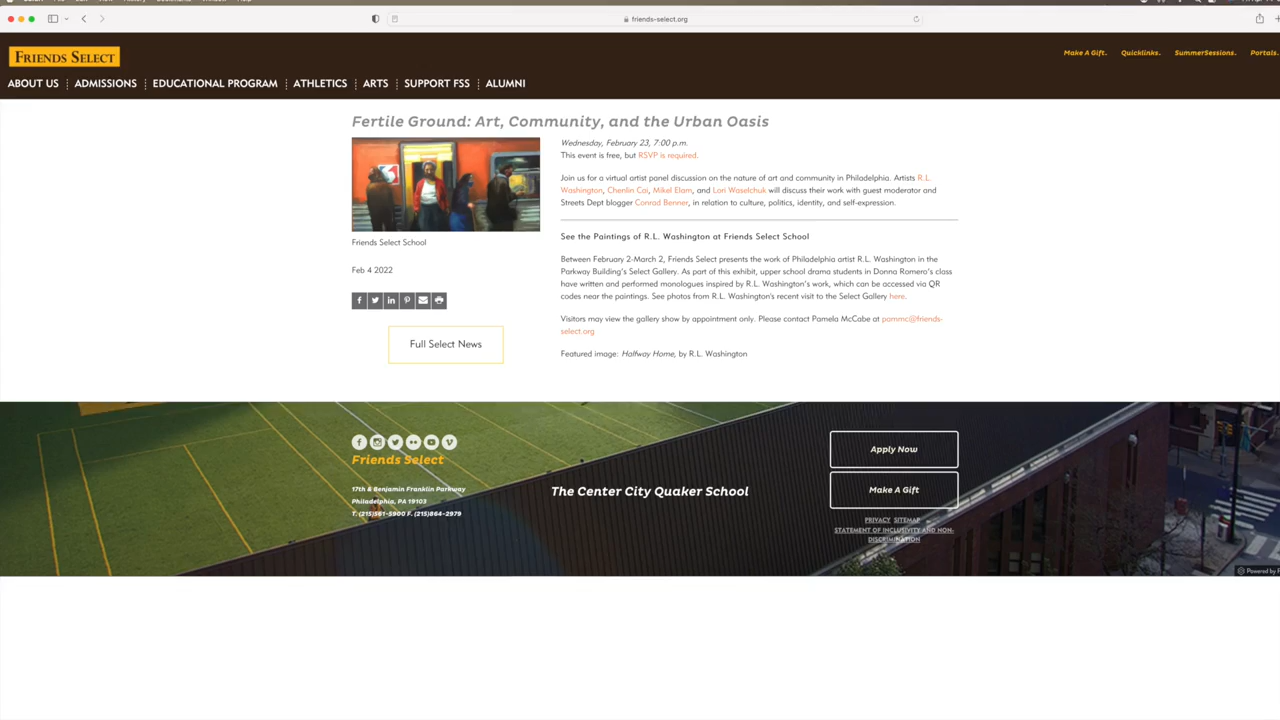 friends-select.org
FRIENDS SELECT
Make A Gift. Quicklinks. SummerSessions. Portals.
ABOUT US ADMISSIONS EDUCATIONAL PROGRAM ATHLETICS ARTS SUPPORT FSS ALUMNI
Fertile Ground: Art, Community, and the Urban Oasis
Friends Select School
Feb 4 2022
Full Select News
Wednesday, February 23, 7:00 p.m.
This event is free, but RSVP is required.
Join us for a virtual artist panel discussion on the nature of art and community in Philadelphia. Artists R.L.
Washington, Chenlin Cai, Mikel Elam, and Lori Waselchuk will discuss their work with guest moderator and
Streets Dept blogger Conrad Benner, in relation to culture, politics, identity, and self-expression.
See the Paintings of R.L. Washington at Friends Select School
Between February 2-March 2, Friends Select presents the work of Philadelphia artist R.L. Washington in the
Parkway Building's Select Gallery. As part of this exhibit, upper school drama students in Donna Romero's class
have written and performed monologues inspired by R.L. Washington's work, which can be accessed via QR
codes near the paintings. See photos from R.L. Washington's recent visit to the Select Gallery here.
Visitors may view the gallery show by appointment only. Please contact Pamela McCabe at pammc@friends-
select.org
Featured image: Halfway Home, by R.L. Washington
Friends Select
17th & Benjamin Franklin Parkway
Philadelphia, PA 19103
T. (215)561-5900 F. (215)864-2979
The Center City Quaker School
Apply Now
Make A Gift
PRIVACY SITEMAP
STATEMENT OF INCLUSIVITY AND NON-
DISCRIMINATION
Powered by